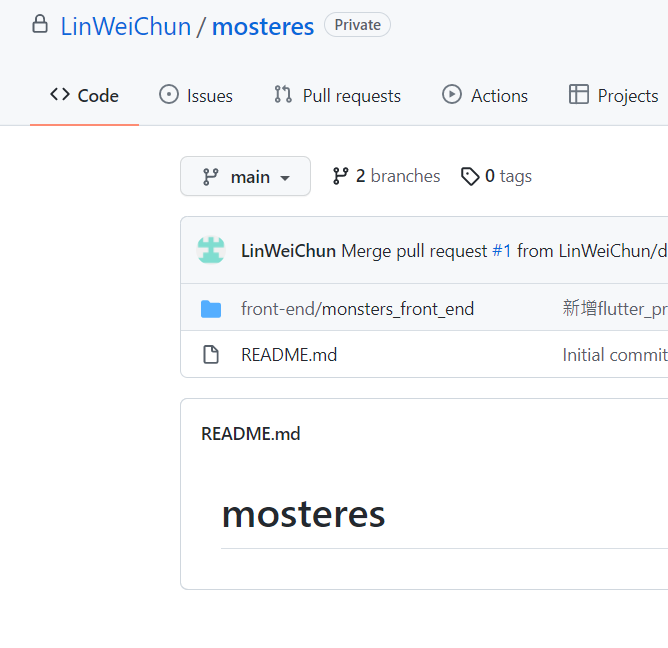 LinWeiChun / mosteres Private
Code Issues Pull requests Actions Projects
main 2 branches 0 tags
LinWeiChun Merge pull request #1 from LinWeiChun/d
front-end/monsters_front_end 新增flutter_pr
README.md Initial commit
README.md
mosteres